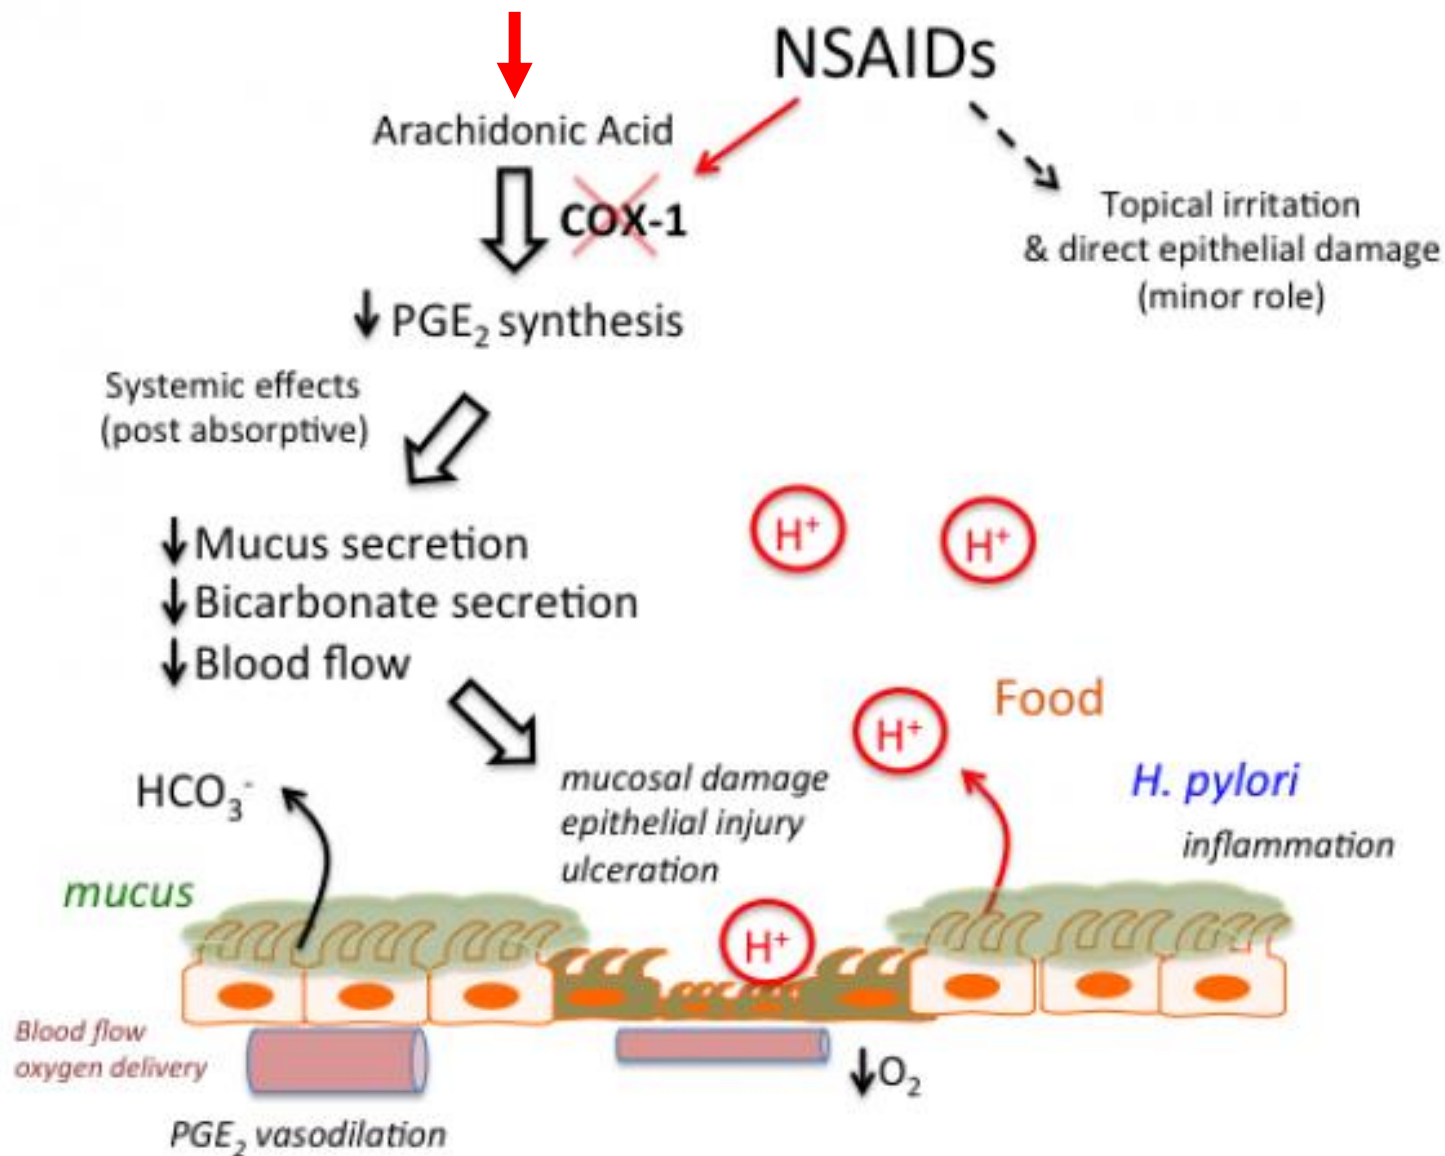 NSAIDs
Arachidonic Acid
COX-1
Topical irritation
& direct epithelial damage
(minor role)
↓ PGE₂ synthesis
Systemic effects
(post absorptive)
↓ Mucus secretion
↓ Bicarbonate secretion
↓ Blood flow
H⁺
H⁺
H⁺
Food
HCO₃⁻
mucosal damage
epithelial injury
ulceration
H. pylori
inflammation
mucus
H⁺
Blood flow
oxygen delivery
↓O₂
PGE₂ vasodilation